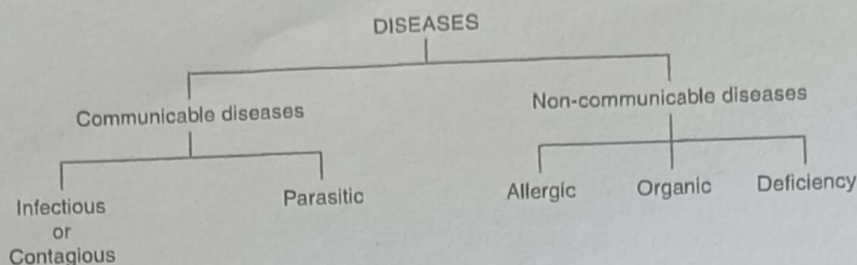 DISEASES
Communicable diseases
Non-communicable diseases
Infectious
or
Contagious
Parasitic
Allergic
Organic
Deficiency